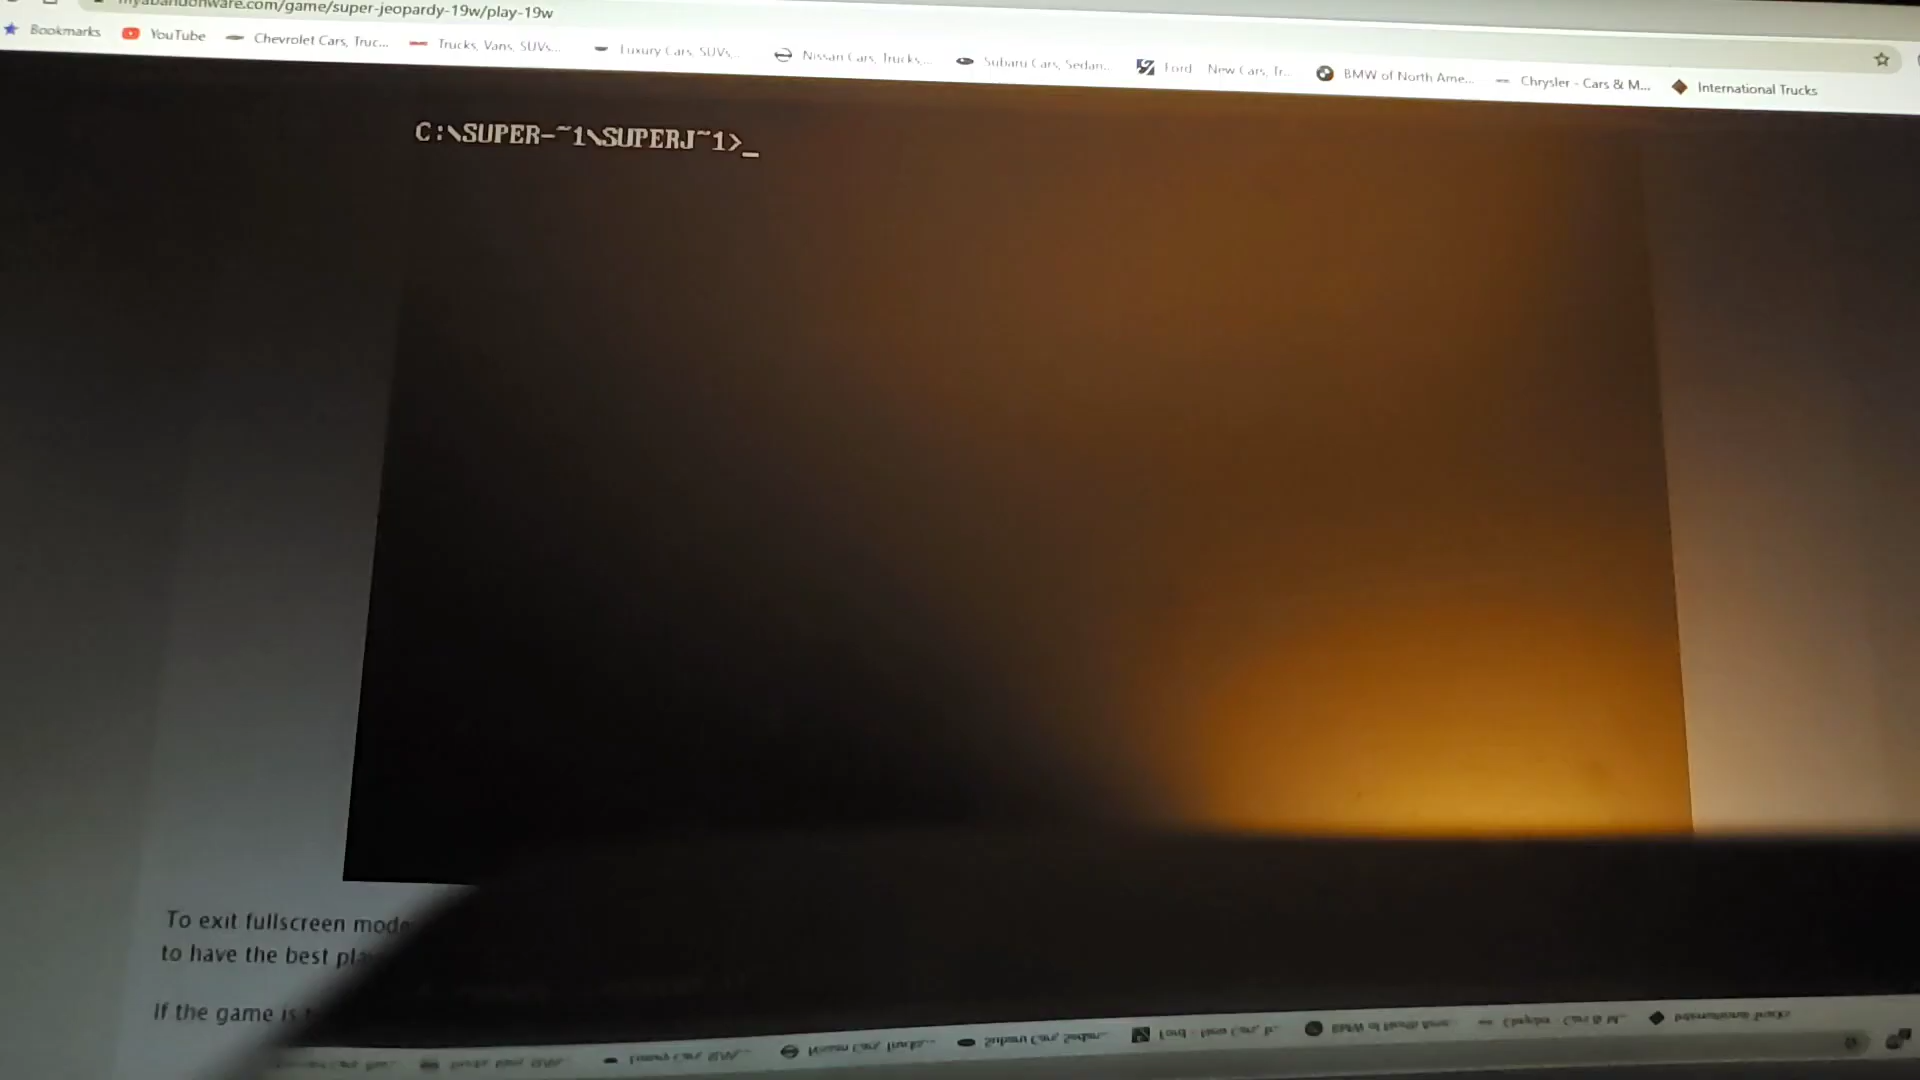 myabandonware.com/game/super-jeopardy-19w/play-19w
Bookmarks YouTube Chevrolet Cars, Truc... Trucks, Vans, SUVs... Luxury Cars, SUVs,... Nissan Cars, Trucks,... Subaru Cars, Sedan... Ford New Cars, Tr... BMW of North Ame... Chrysler - Cars & M... International Trucks
C:\SUPER-~1\SUPERJ~1>_
To exit fullscreen mode
to have the best
If the game is